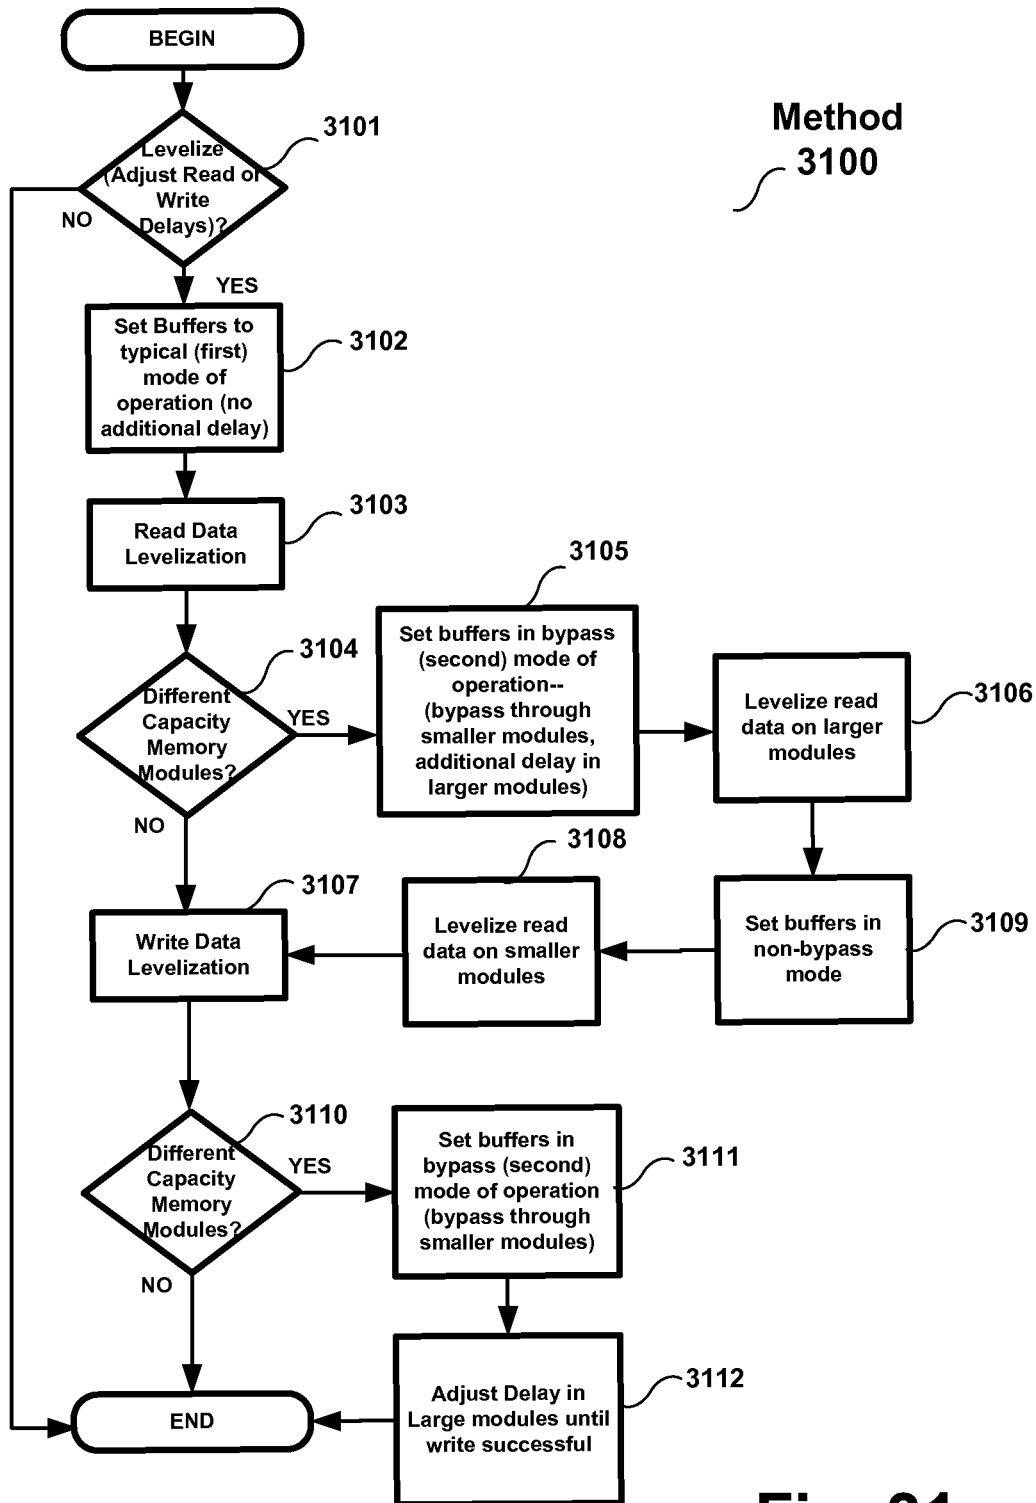 BEGIN
Method
3100
3101
Levelize
(Adjust Read or
Write
Delays)?
NO
YES
Set Buffers to
typical (first)
mode of
operation (no
additional delay)
3102
Read Data
Levelization
3103
3104
Different
Capacity
Memory
Modules?
YES
NO
3105
Set buffers in bypass
(second) mode of
operation--
(bypass through
smaller modules,
additional delay in
larger modules)
Levelize read
data on larger
modules
3106
3107
Write Data
Levelization
3108
Levelize read
data on smaller
modules
Set buffers in
non-bypass
mode
3109
3110
Different
Capacity
Memory
Modules?
YES
NO
Set buffers in
bypass (second)
mode of operation
(bypass through
smaller modules)
3111
END
Adjust Delay in
Large modules until
write successful
3112